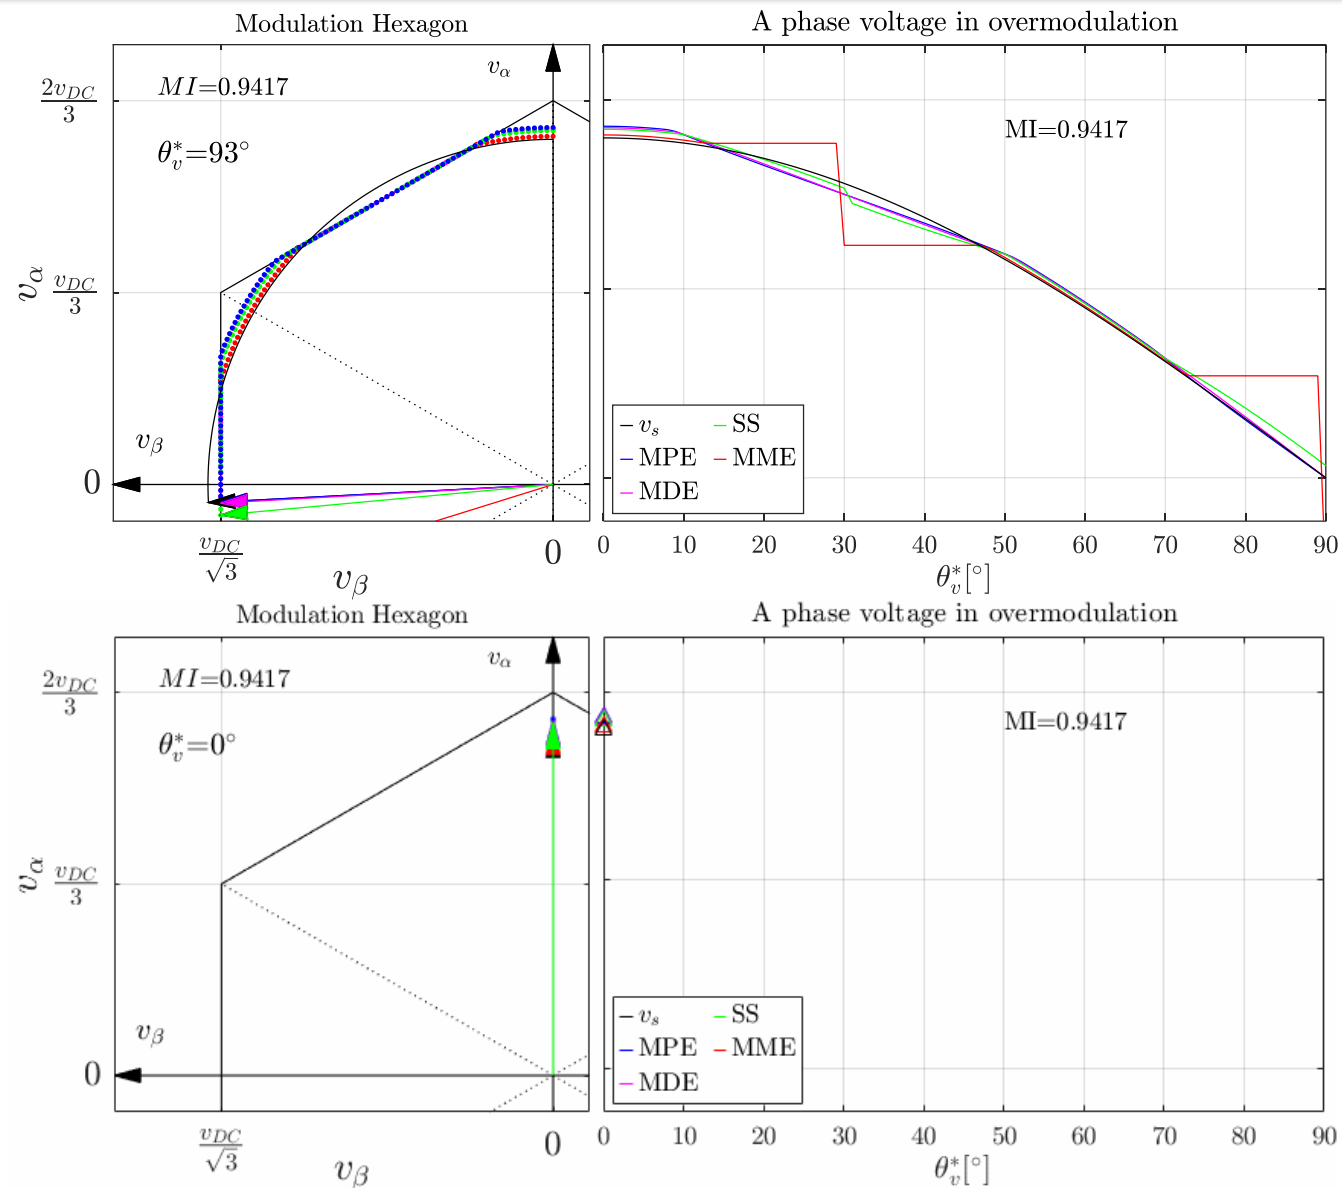 Modulation Hexagon
A phase voltage in overmodulation
v_α
MI=0.9417
MI=0.9417
2v_DC/3
θ*_v=93°
v_α
v_DC/3
v_β
0
v_s SS
MPE MME
MDE
v_DC/√3
0
v_β
0 10 20 30 40 50 60 70 80 90
θ*_v[°]
Modulation Hexagon
A phase voltage in overmodulation
v_α
MI=0.9417
MI=0.9417
2v_DC/3
θ*_v=0°
v_α
v_DC/3
v_β
0
v_s SS
MPE MME
MDE
v_DC/√3
0
v_β
0 10 20 30 40 50 60 70 80 90
θ*_v[°]